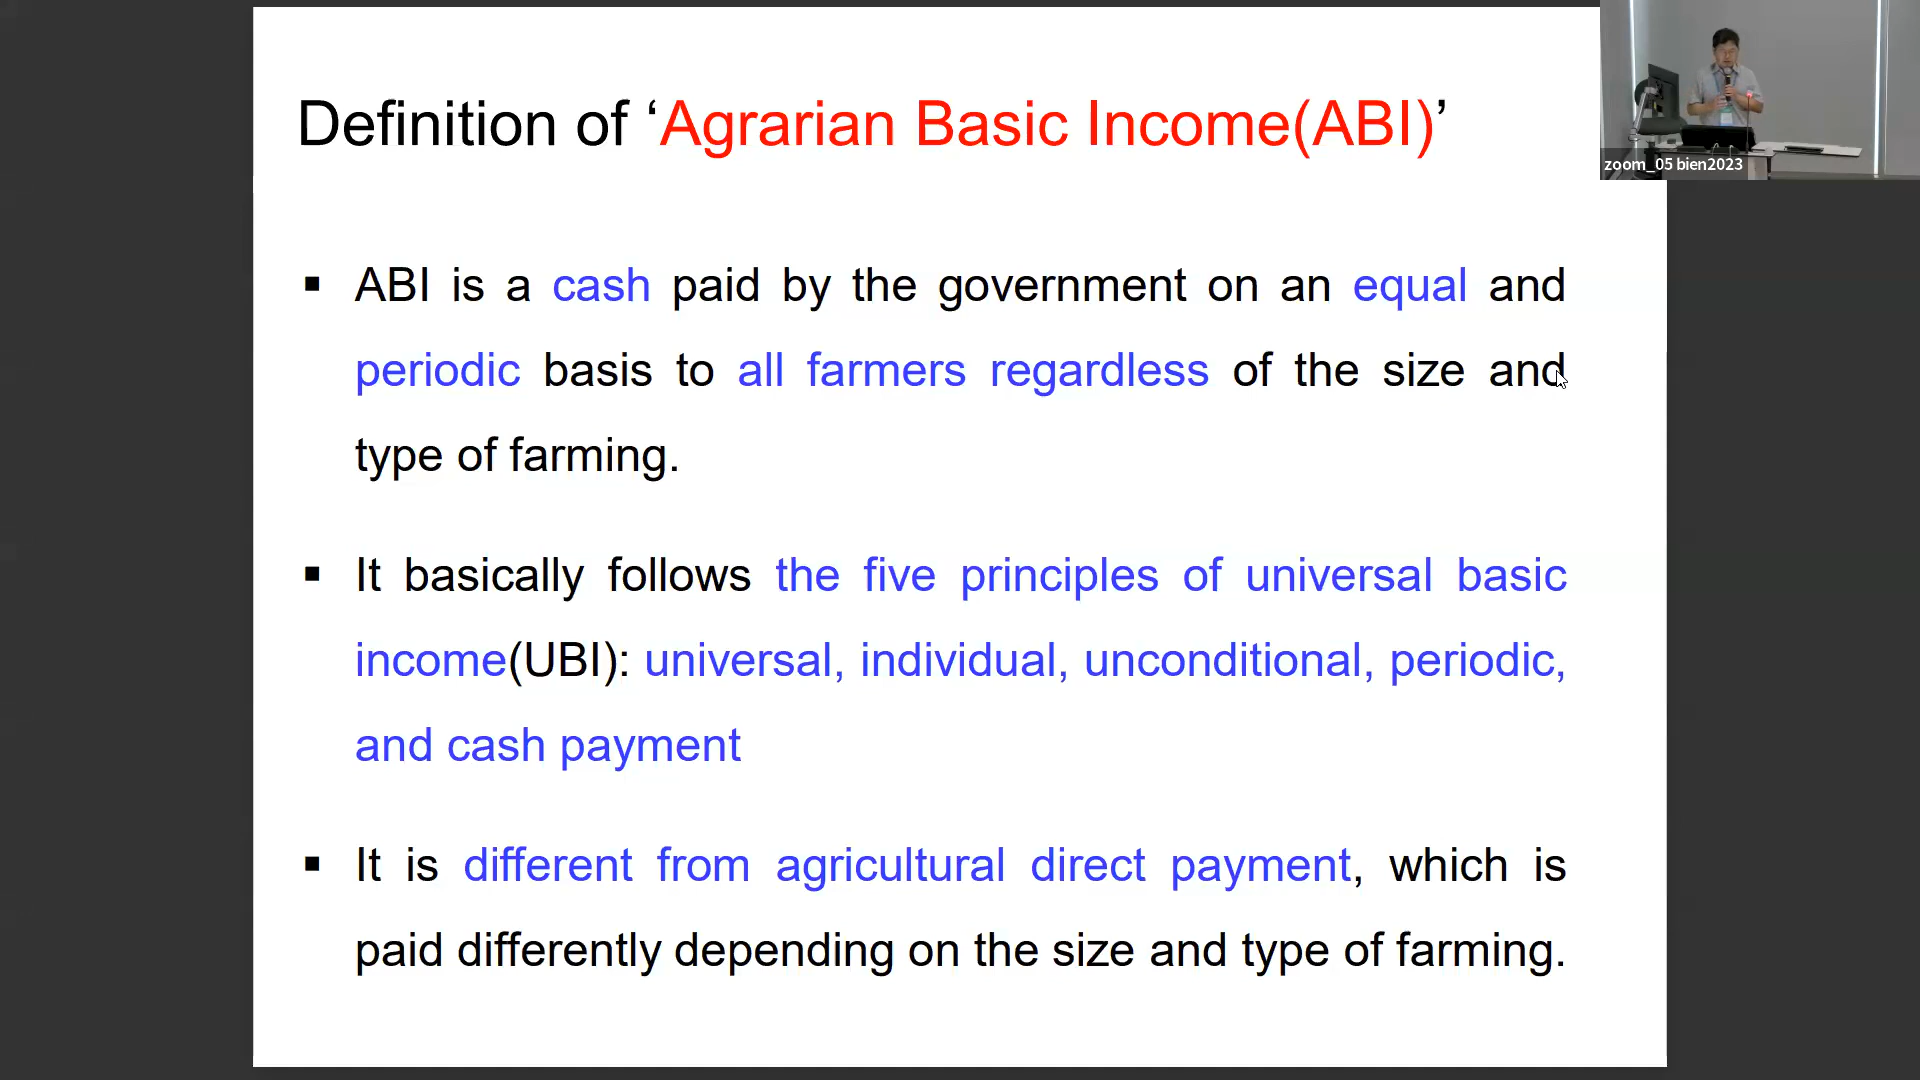 Definition of ‘Agrarian Basic Income(ABI)’
zoom_05 bien2023
▪ ABI is a cash paid by the government on an equal and
periodic basis to all farmers regardless of the size and
type of farming.
▪ It basically follows the five principles of universal basic
income(UBI): universal, individual, unconditional, periodic,
and cash payment
▪ It is different from agricultural direct payment, which is
paid differently depending on the size and type of farming.